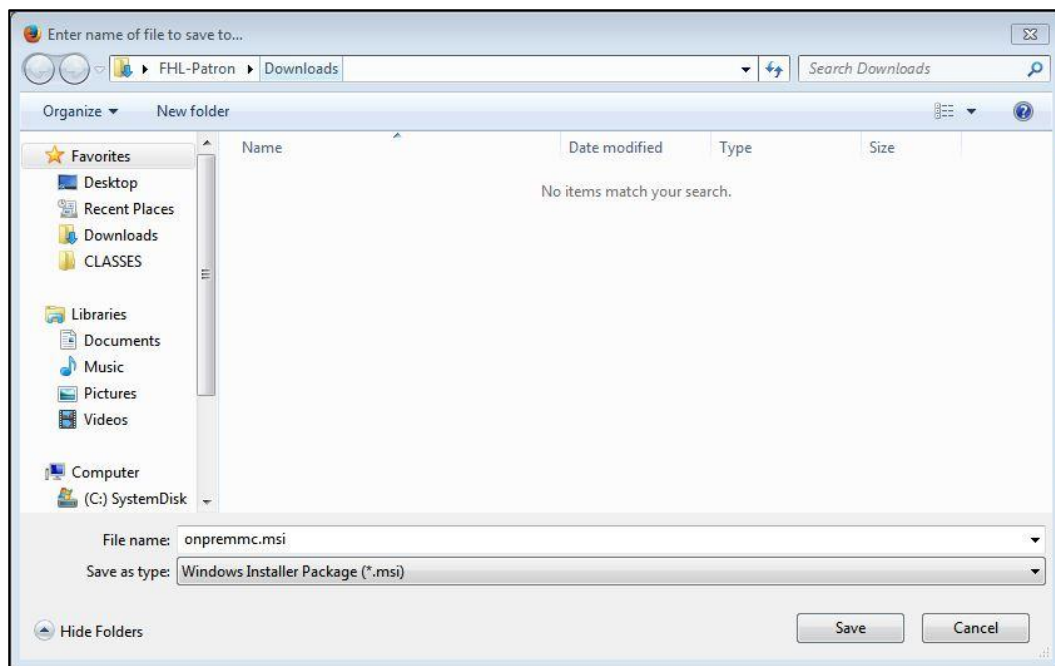 Enter name of file to save to...
FHL-Patron Downloads Search Downloads
Organize New folder
Name Date modified Type Size
No items match your search.
Favorites
Desktop
Recent Places
Downloads
CLASSES
Libraries
Documents
Music
Pictures
Videos
Computer
(C:) SystemDisk
File name: onpremmc.msi
Save as type: Windows Installer Package (*.msi)
Hide Folders Save Cancel